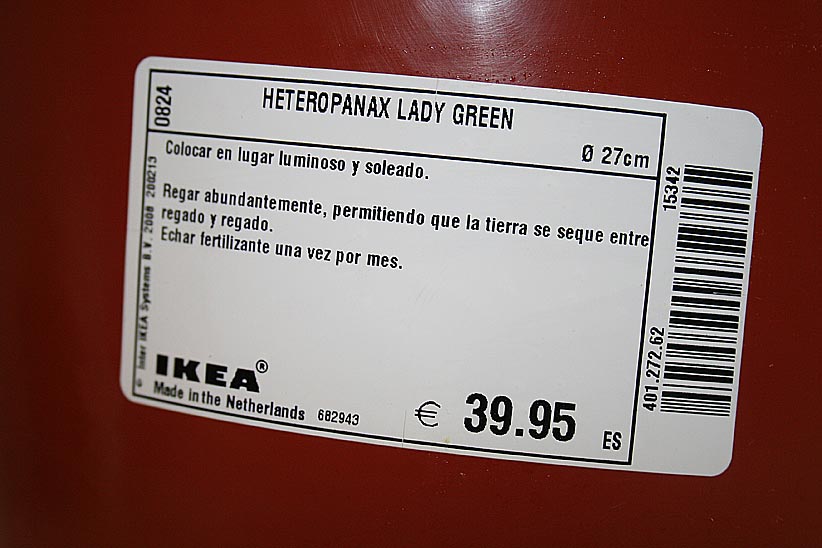 0824
HETEROPANAX LADY GREEN
Ø 27cm
Colocar en lugar luminoso y soleado.
Regar abundantemente, permitiendo que la tierra se seque entre
regado y regado.
Echar fertilizante una vez por mes.
© Inter IKEA Systems B.V. 2008 200213
IKEA®
Made in the Netherlands 682943
€ 39.95 ES
15342
401.272.62